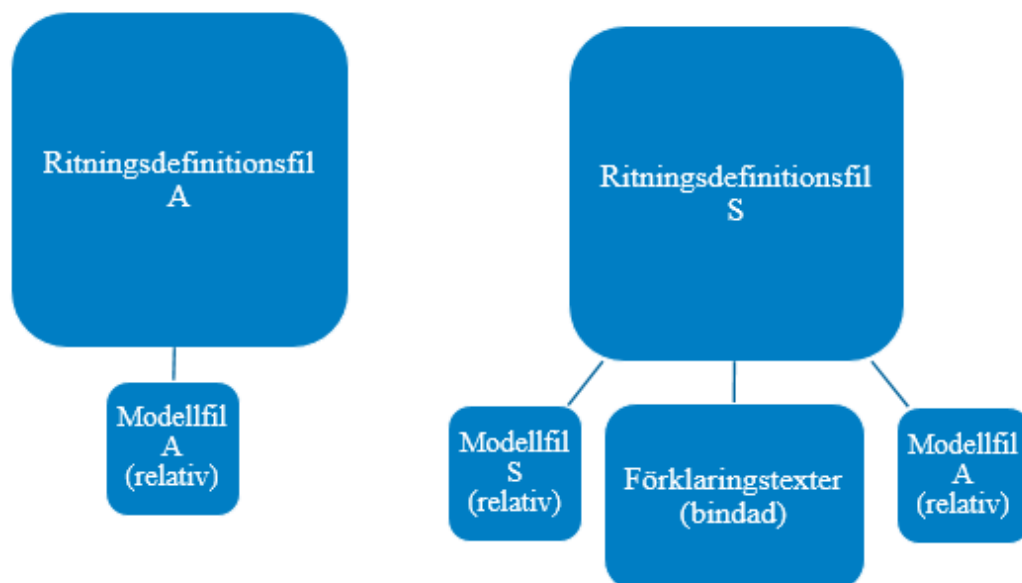 Ritningsdefinitionsfil
A
Ritningsdefinitionsfil
S
Modellfil
A
(relativ)
Modellfil
S
(relativ)
Förklaringstexter
(bindad)
Modellfil
A
(relativ)